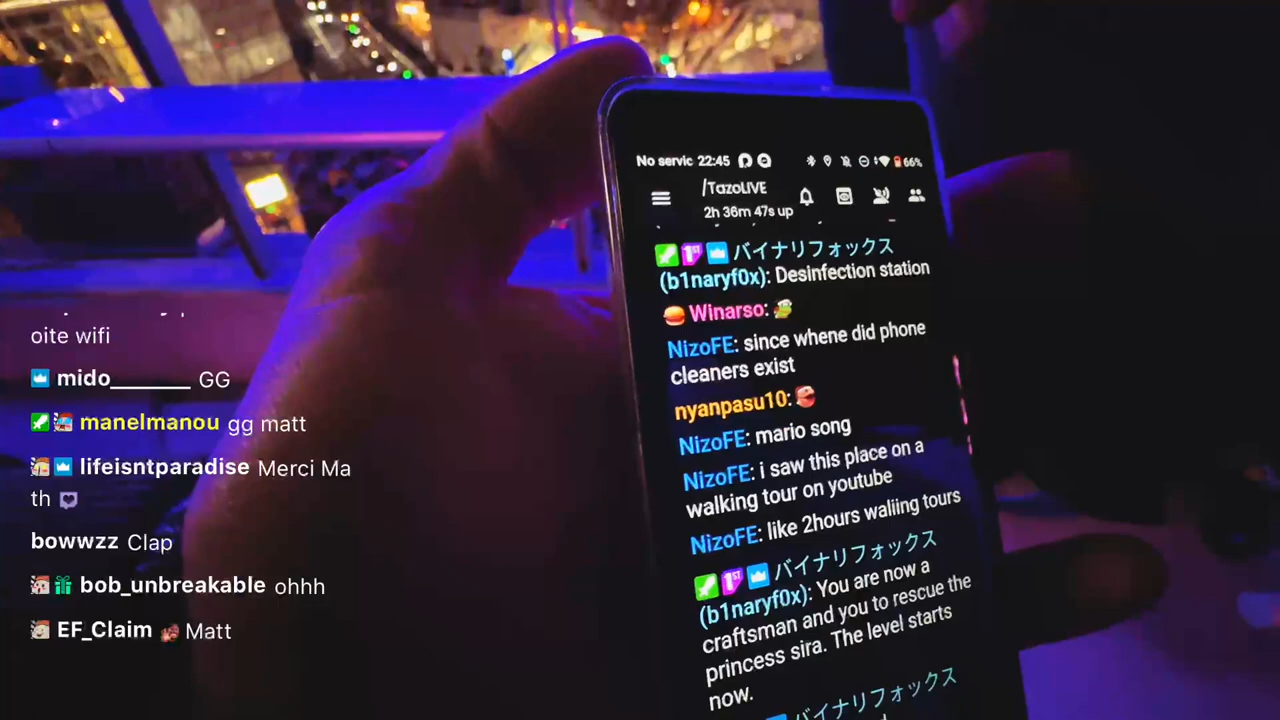 oite wifi
mido________ GG
manelmanou gg matt
lifeisntparadise Merci Ma
th
bowwzz Clap
bob_unbreakable ohhh
EF_Claim Matt
No servic 22:45 66%
/TazoLIVE
2h 36m 47s up
1ST バイナリフォックス
(b1naryf0x): Desinfection station
Winarso:
NizoFE: since whene did phone
cleaners exist
nyanpasu10:
NizoFE: mario song
NizoFE: i saw this place on a
walking tour on youtube
NizoFE: like 2hours waliing tours
1ST バイナリフォックス
(b1naryf0x): You are now a
craftsman and you to rescue the
princess sira. The level starts
now.
バイナリフォックス